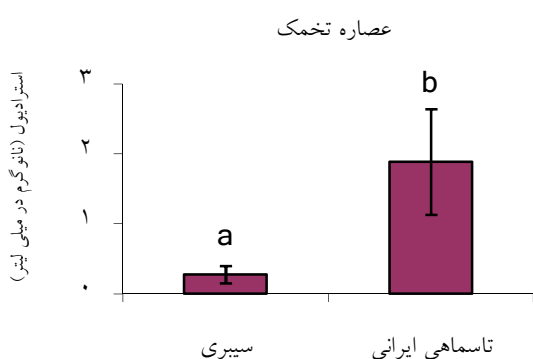 عصاره تخمک
استرادیول (نانوگرم در میلی لیتر)
۳
۲
۱
۰
a
b
سیبری
تاسماهی ایرانی